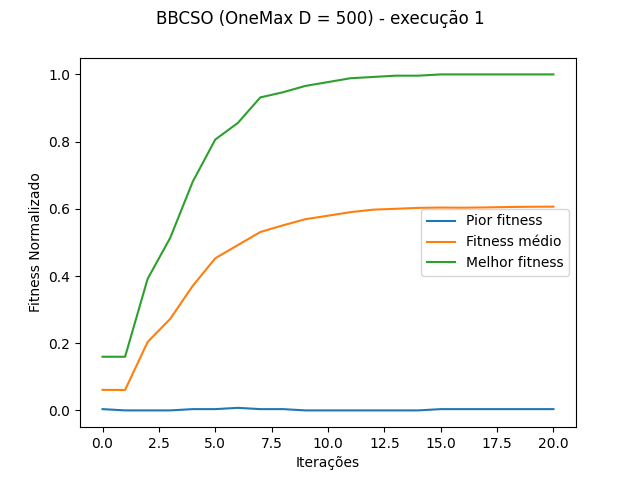 BBCSO (OneMax D = 500) - execução 1
1.0
0.8
0.6
0.4
0.2
0.0
Fitness Normalizado
Pior fitness
Fitness médio
Melhor fitness
0.0 2.5 5.0 7.5 10.0 12.5 15.0 17.5 20.0
Iterações